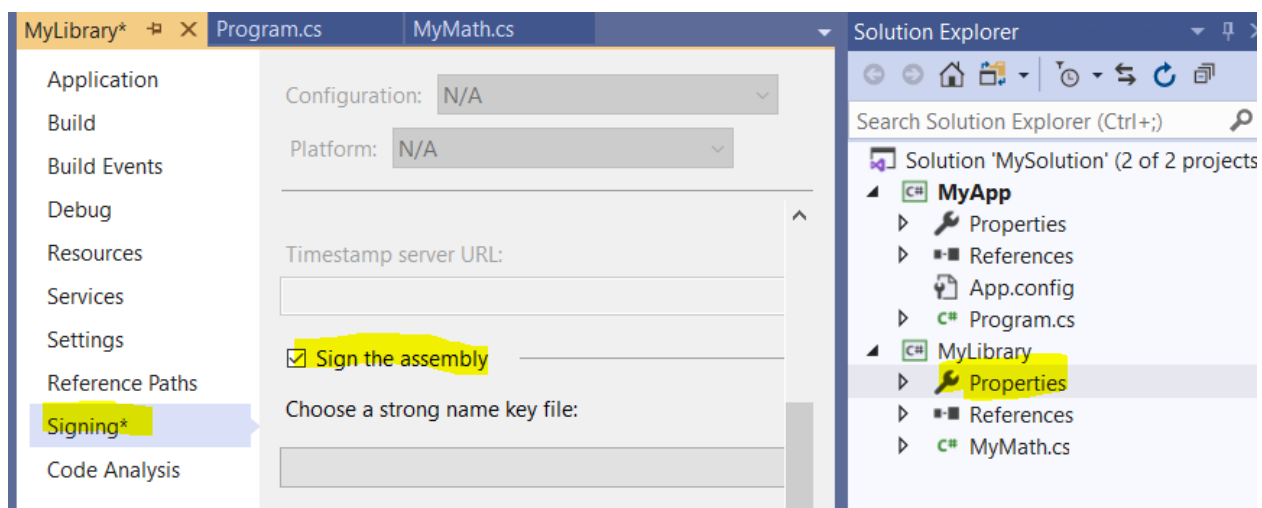 MyLibrary*
Program.cs
MyMath.cs
Application
Build
Build Events
Debug
Resources
Services
Settings
Reference Paths
Signing*
Code Analysis
Configuration: N/A
Platform: N/A
Timestamp server URL:
Sign the assembly
Choose a strong name key file:
Solution Explorer
Search Solution Explorer (Ctrl+;)
Solution 'MySolution' (2 of 2 projects
C# MyApp
Properties
References
App.config
C# Program.cs
C# MyLibrary
Properties
References
C# MyMath.cs